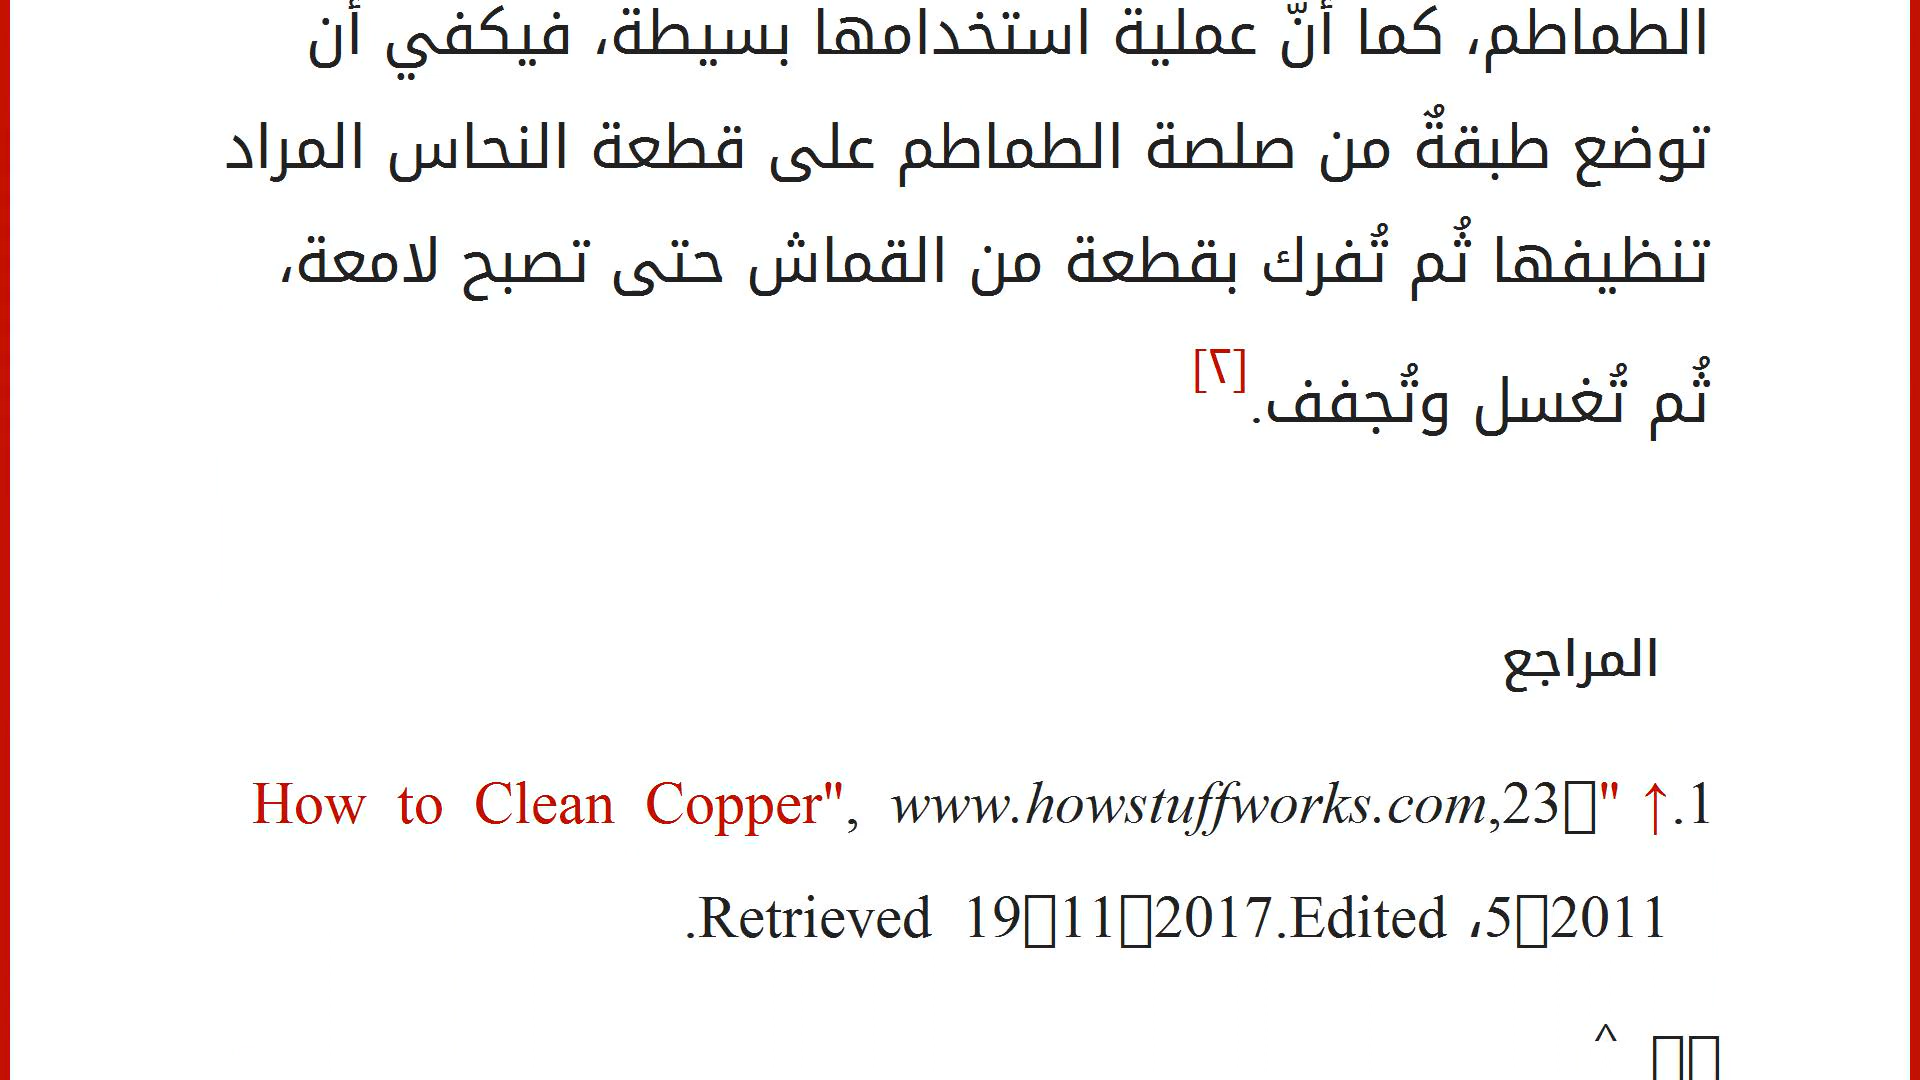 الطماطم، كما أنّ عملية استخدامها بسيطة، فيكفي أن
توضع طبقةٌ من صلصة الطماطم على قطعة النحاس المراد
تنظيفها ثُم تُفرك بقطعة من القماش حتى تصبح لامعة،
ثُم تُغسل وتُجفف.[٢]
المراجع
1. ↑ "How to Clean Copper", www.howstuffworks.com,23▯
5▯2011، Retrieved 19▯11▯2017.Edited.
▯▯ ^